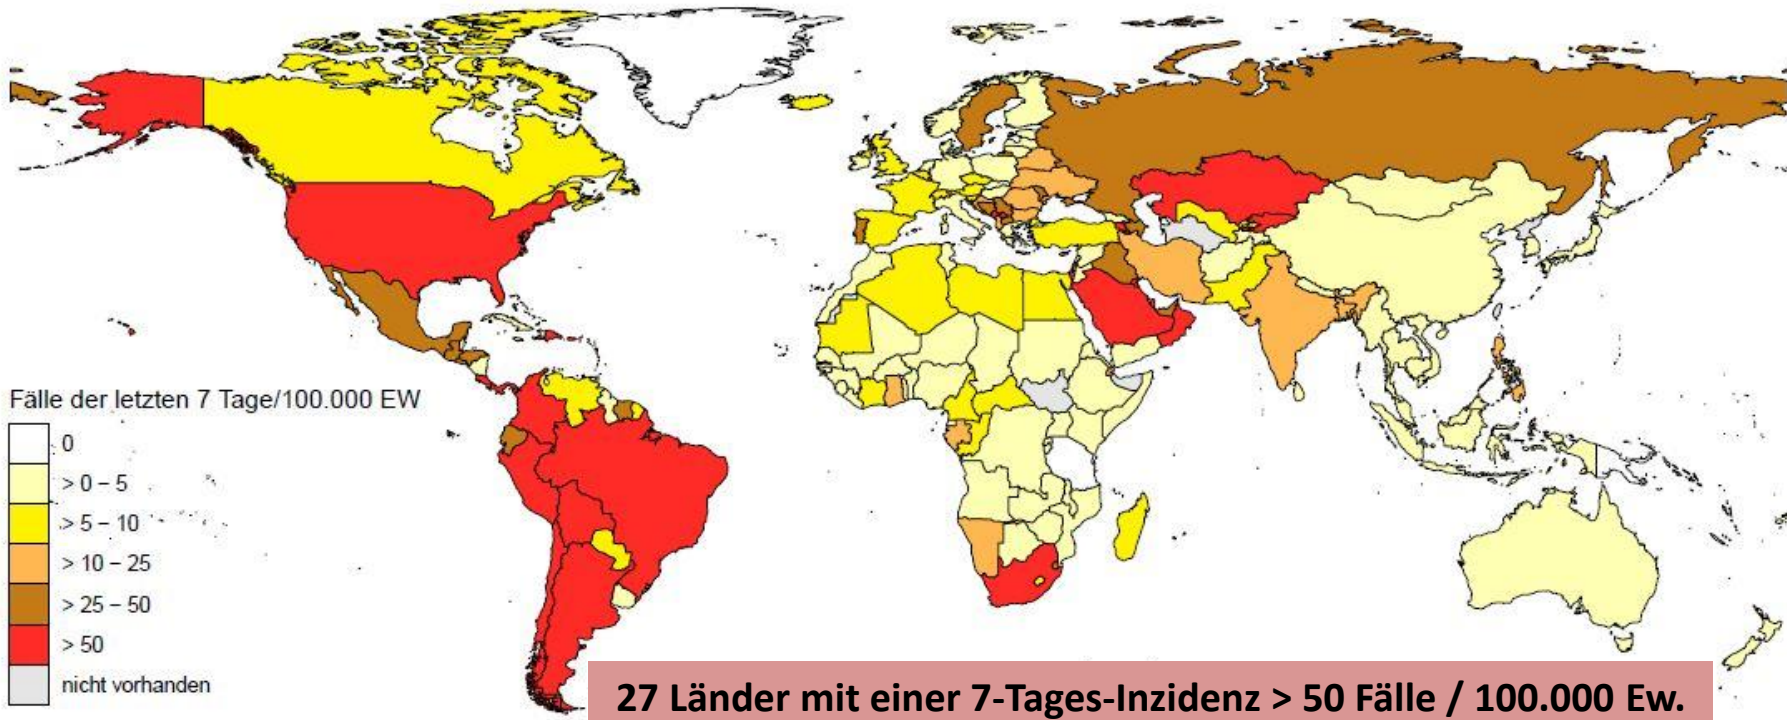 Fälle der letzten 7 Tage/100.000 EW
0
> 0 – 5
> 5 – 10
> 10 – 25
> 25 – 50
> 50
nicht vorhanden
27 Länder mit einer 7-Tages-Inzidenz > 50 Fälle / 100.000 Ew.